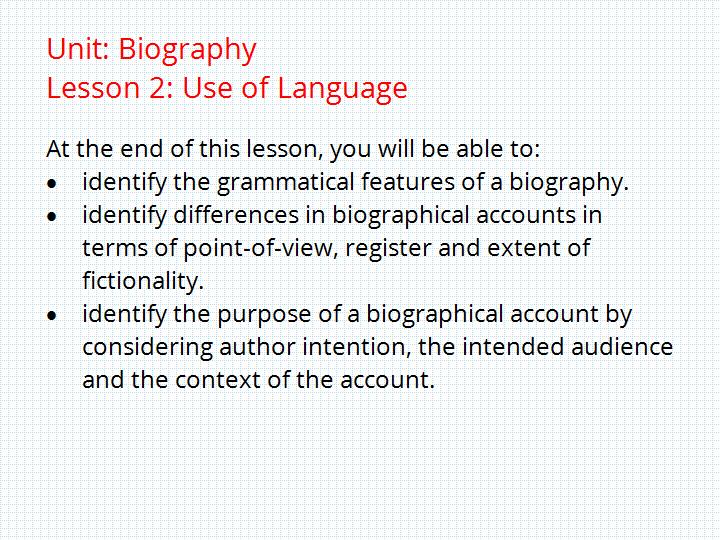 Unit: Biography
Lesson 2: Use of Language
At the end of this lesson, you will be able to:
• identify the grammatical features of a biography.
• identify differences in biographical accounts in
terms of point-of-view, register and extent of
fictionality.
• identify the purpose of a biographical account by
considering author intention, the intended audience
and the context of the account.